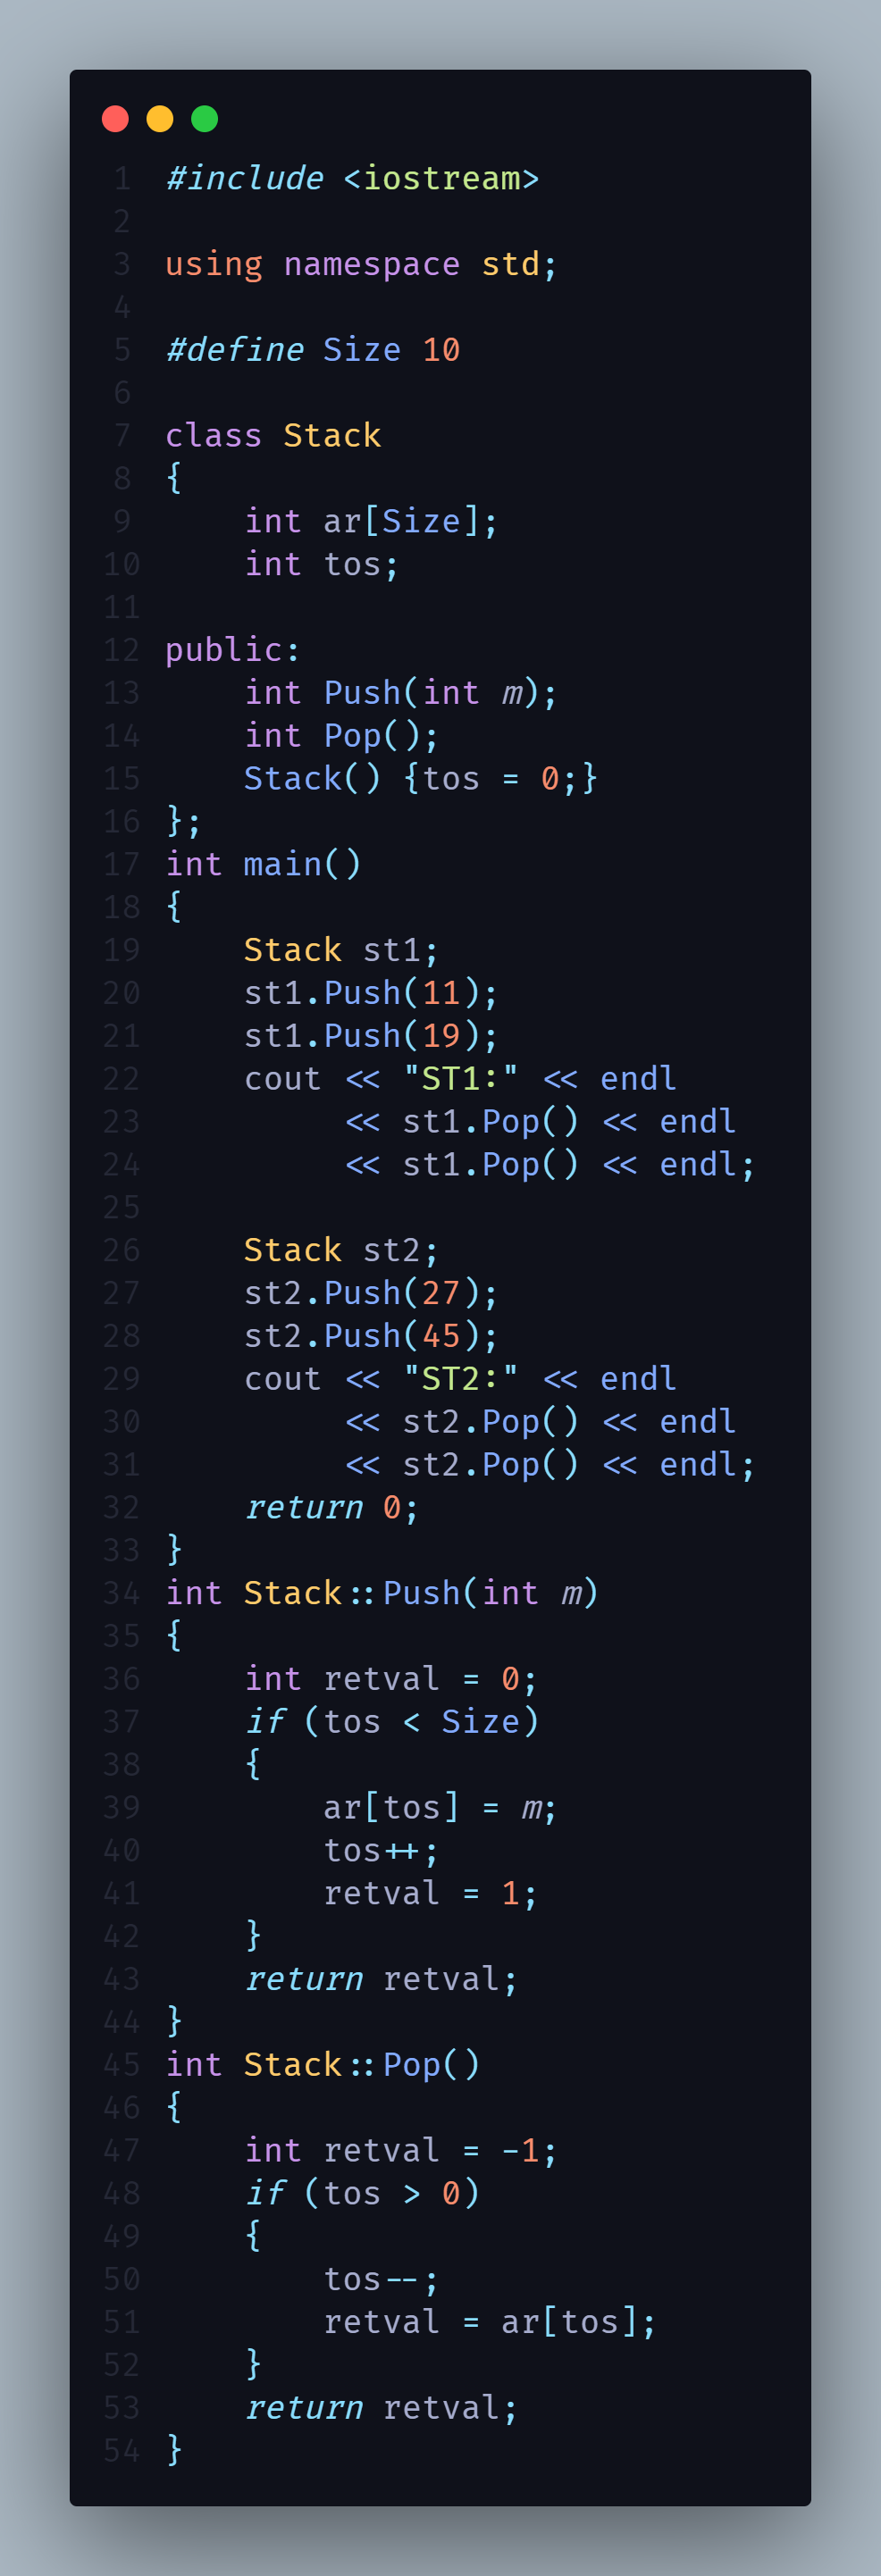 1 #include <iostream>
2
3 using namespace std;
4
5 #define Size 10
6
7 class Stack
8 {
9     int ar[Size];
10     int tos;
11
12 public:
13     int Push(int m);
14     int Pop();
15     Stack() {tos = 0;}
16 };
17 int main()
18 {
19     Stack st1;
20     st1.Push(11);
21     st1.Push(19);
22     cout << "ST1:" << endl
23          << st1.Pop() << endl
24          << st1.Pop() << endl;
25
26     Stack st2;
27     st2.Push(27);
28     st2.Push(45);
29     cout << "ST2:" << endl
30          << st2.Pop() << endl
31          << st2.Pop() << endl;
32     return 0;
33 }
34 int Stack::Push(int m)
35 {
36     int retval = 0;
37     if (tos < Size)
38     {
39         ar[tos] = m;
40         tos++;
41         retval = 1;
42     }
43     return retval;
44 }
45 int Stack::Pop()
46 {
47     int retval = -1;
48     if (tos > 0)
49     {
50         tos--;
51         retval = ar[tos];
52     }
53     return retval;
54 }